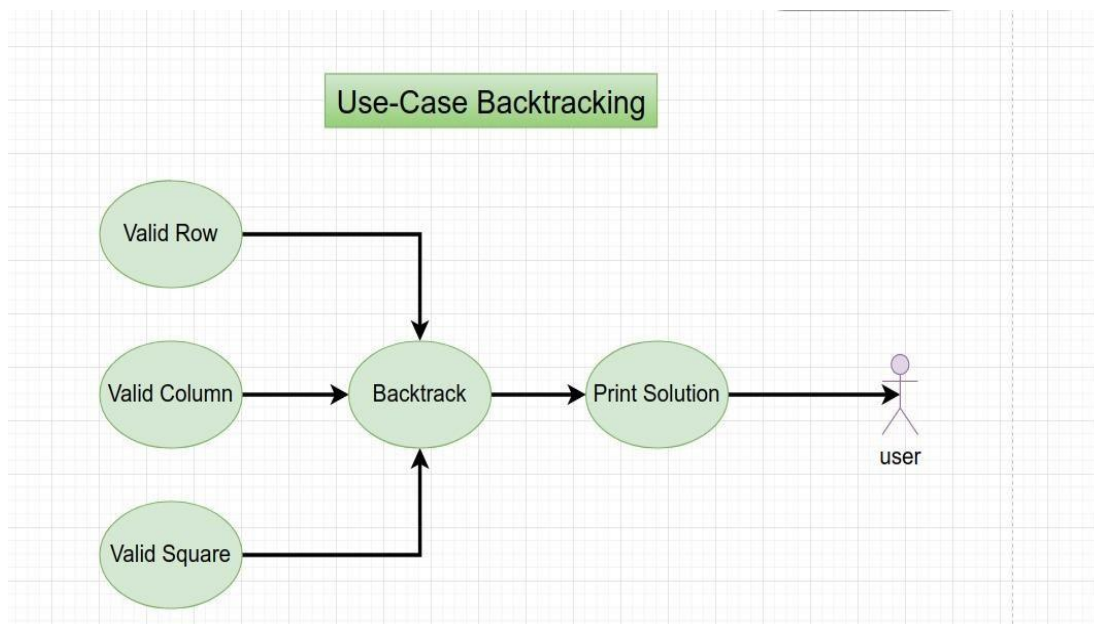 Use-Case Backtracking
Valid Row
Valid Column
Backtrack
Print Solution
user
Valid Square